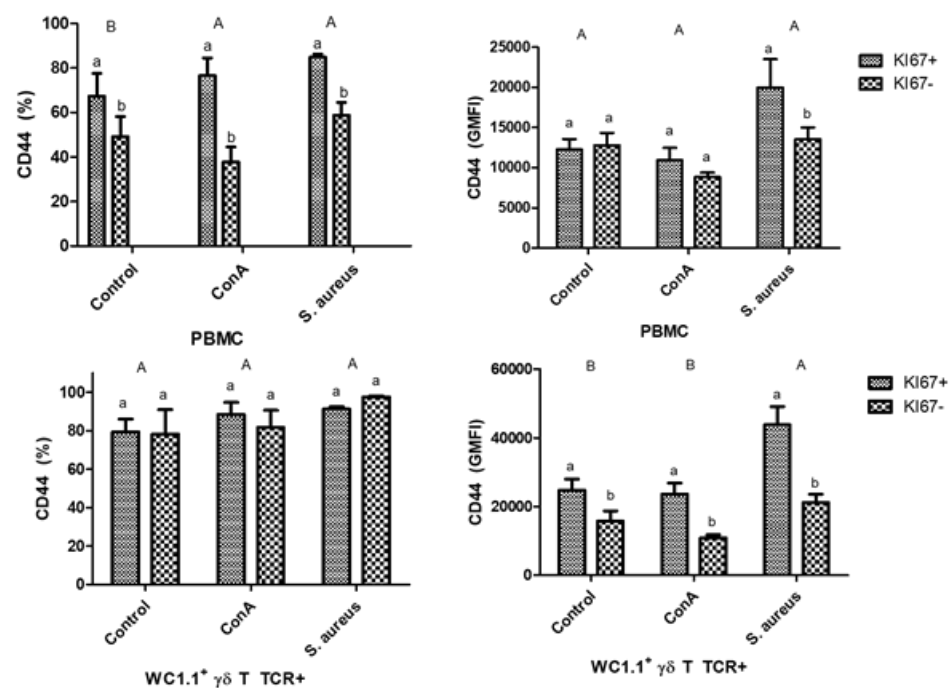 100
80
60
40
20
0
CD44 (%)
B A A
a b a b a b
Control ConA S. aureus
PBMC
25000
20000
15000
10000
5000
0
CD44 (GMFI)
A A A
a a a a a b
KI67+
KI67-
Control ConA S. aureus
PBMC
100
80
60
40
20
0
CD44 (%)
A A A
a a a a a a
Control ConA S. aureus
WC1.1⁺ γδ T TCR+
60000
40000
20000
0
CD44 (GMFI)
B B A
a b a b a b
KI67+
KI67-
Control ConA S. aureus
WC1.1⁺ γδ T TCR+